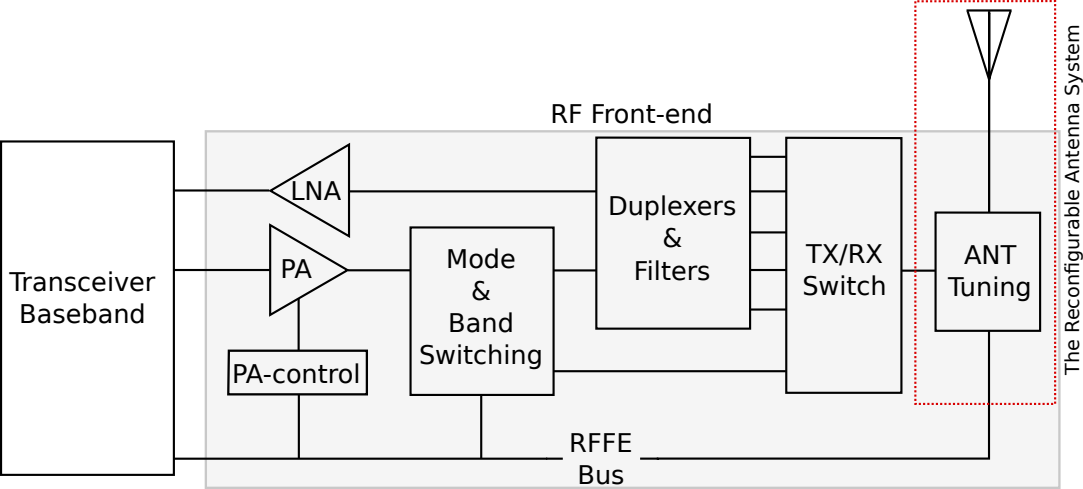 RF Front-end
The Reconfigurable Antenna System
LNA
Duplexers
&
Filters
TX/RX
Switch
ANT
Tuning
Transceiver
Baseband
PA
Mode
&
Band
Switching
PA-control
RFFE
Bus